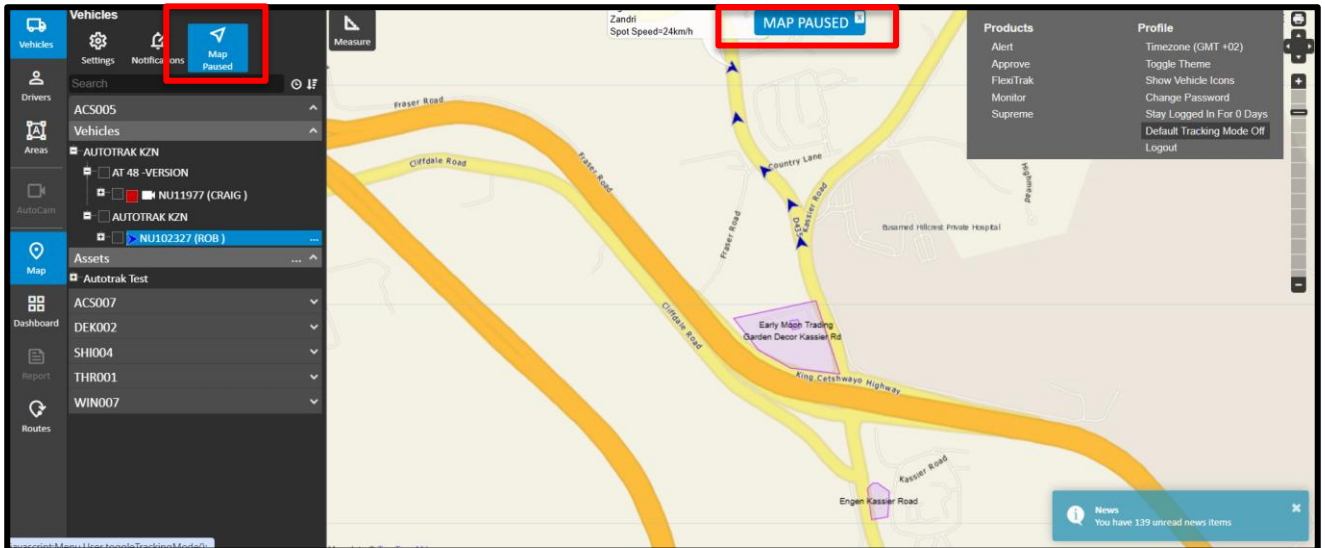 Vehicles
Vehicles
Settings
Notifications
Map
Paused
Search
Drivers
Areas
AutoCam
Map
Dashboard
Report
Routes
ACS005
Vehicles
AUTOTRAK KZN
AT 48 -VERSION
NU11977 (CRAIG )
AUTOTRAK KZN
NU102327 (ROB ) ...
Assets ...
Autotrak Test
ACS007
DEK002
SHI004
THR001
WIN007
Measure
Zandri
Spot Speed=24km/h
MAP PAUSED x
Products
Alert
Approve
FlexiTrak
Monitor
Supreme
Profile
Timezone (GMT +02)
Toggle Theme
Show Vehicle Icons
Change Password
Stay Logged In For 0 Days
Default Tracking Mode Off
Logout
Fraser Road
Fraser Road
Cliffdale Road
Country Lane
Highmead
Kassier Road
Fraser Road
Busamed Hillcrest Private Hospital
Cliffdale Road
Early Moon Trading
Garden Decor Kassier Rd
King Cetshwayo Highway
Kassier Road
Engen Kassier Road
News
You have 139 unread news items